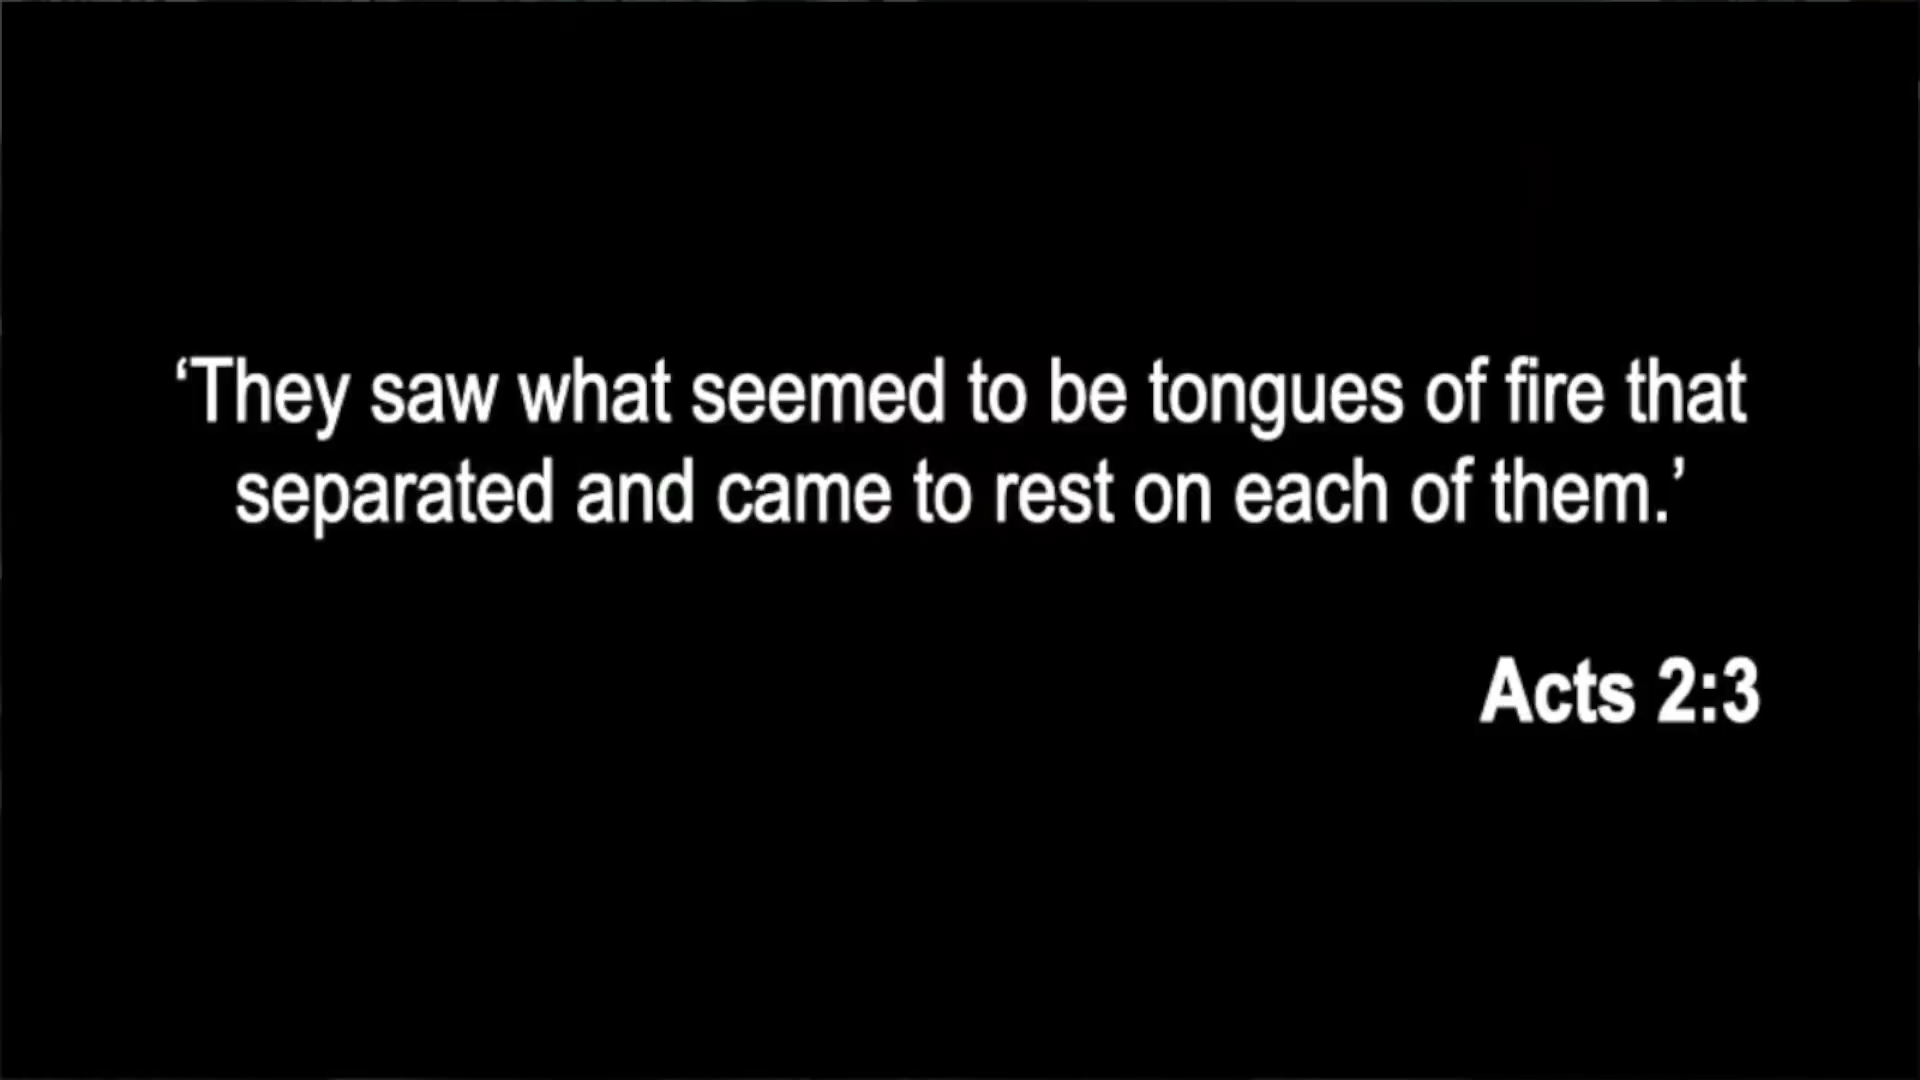 ‘They saw what seemed to be tongues of fire that
separated and came to rest on each of them.’
Acts 2:3